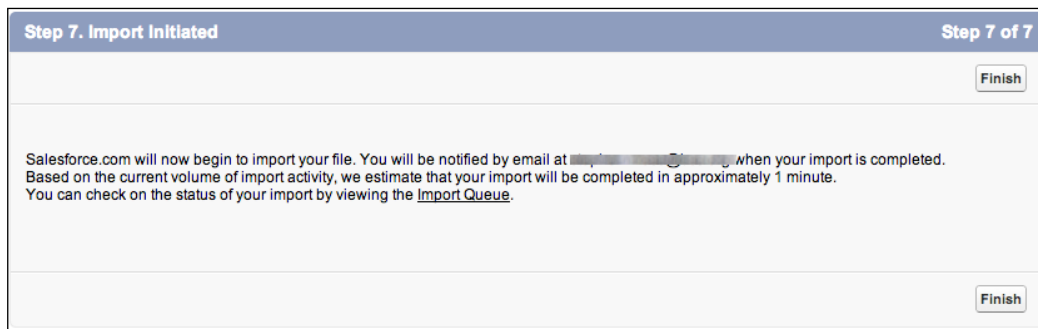 Step 7. Import Initiated Step 7 of 7
Finish
Salesforce.com will now begin to import your file. You will be notified by email at when your import is completed.
Based on the current volume of import activity, we estimate that your import will be completed in approximately 1 minute.
You can check on the status of your import by viewing the Import Queue.
Finish